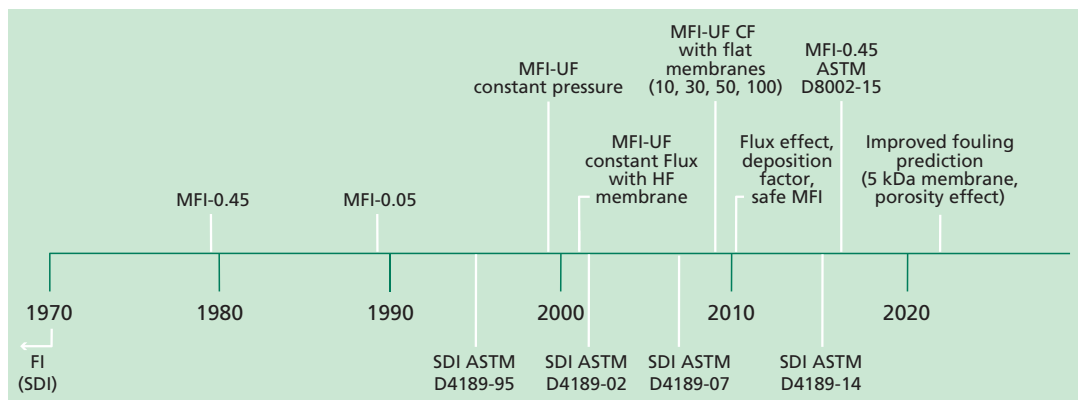 MFI-0.45
MFI-0.05
MFI-UF
constant pressure
MFI-UF
constant Flux
with HF
membrane
MFI-UF CF
with flat
membranes
(10, 30, 50, 100)
Flux effect,
deposition
factor,
safe MFI
MFI-0.45
ASTM
D8002-15
Improved fouling
prediction
(5 kDa membrane,
porosity effect)
1970
1980
1990
2000
2010
2020
FI
(SDI)
SDI ASTM
D4189-95
SDI ASTM
D4189-02
SDI ASTM
D4189-07
SDI ASTM
D4189-14